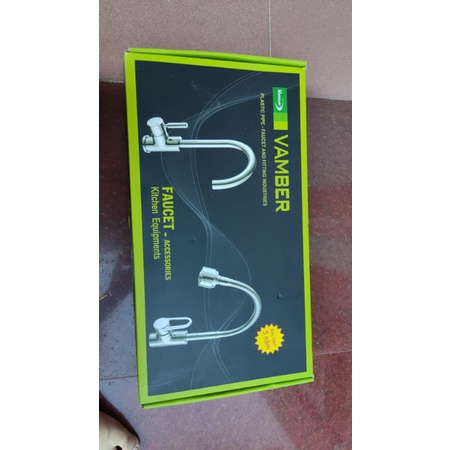 VAMBER
PLASTIC PIPE - FAUCET AND FITTING INDUSTRIES
FAUCET - ACCESSORIES
Kitchen Equipments